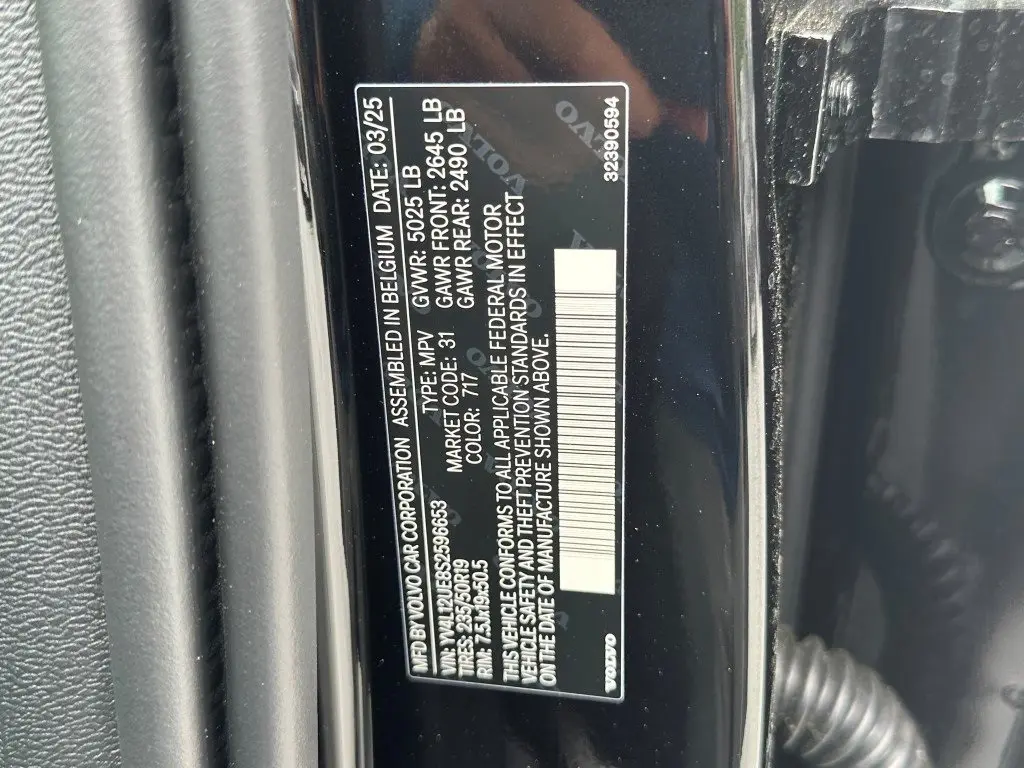 MFD BY VOLVO CAR CORPORATION ASSEMBLED IN BELGIUM DATE: 03/25
VIN: YV4L12UE8S2598653 TYPE: MPV GVWR: 5025 LB
TIRES: 235/50R19 MARKET CODE: 31 GAWR FRONT: 2645 LB
RIM: 7.5Jx19x50.5 COLOR: 717 GAWR REAR: 2490 LB
THIS VEHICLE CONFORMS TO ALL APPLICABLE FEDERAL MOTOR
VEHICLE SAFETY AND THEFT PREVENTION STANDARDS IN EFFECT
ON THE DATE OF MANUFACTURE SHOWN ABOVE.
VOLVO 32390594